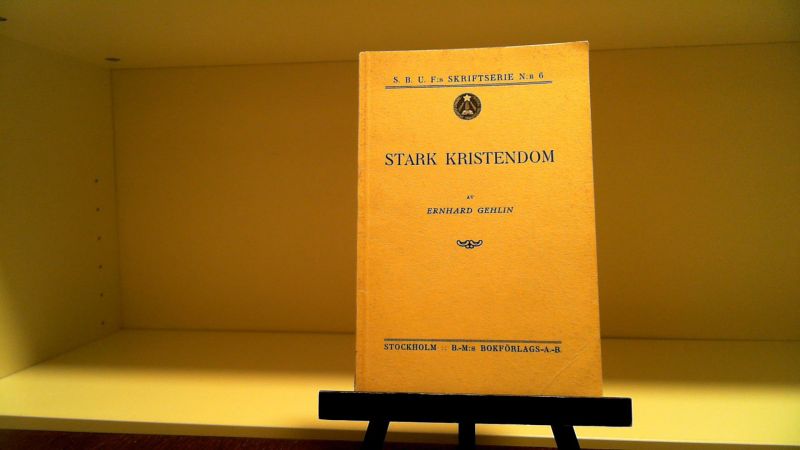 S. B. U. F:s SKRIFTSERIE N:R 6
STARK KRISTENDOM
AV
ERNHARD GEHLIN
STOCKHOLM :: B.-M:s BOKFÖRLAGS-A.-B.